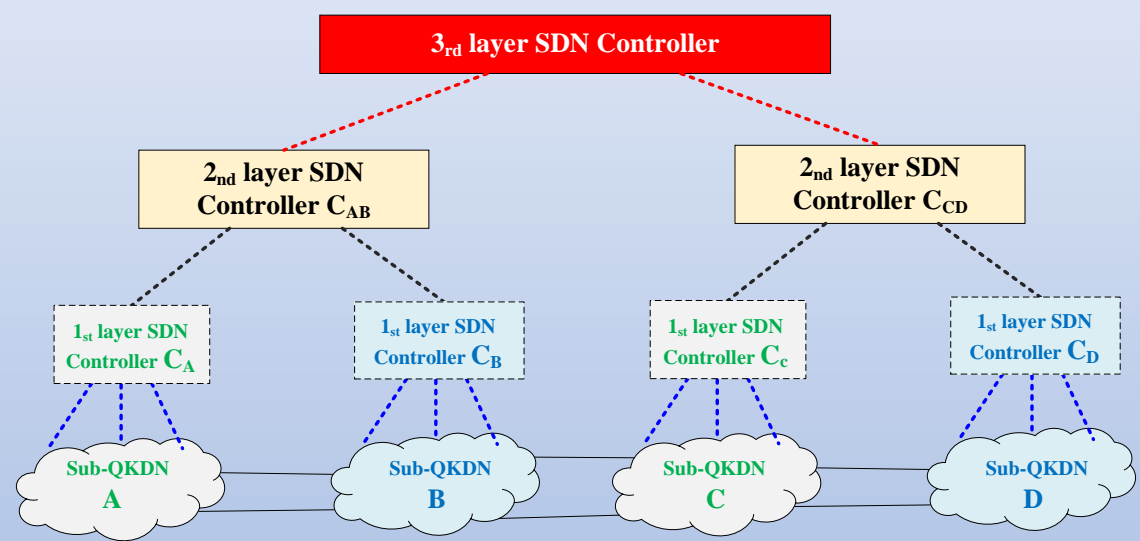 3rd layer SDN Controller
2nd layer SDN
Controller CAB
2nd layer SDN
Controller CCD
1st layer SDN
Controller CA
1st layer SDN
Controller CB
1st layer SDN
Controller Cc
1st layer SDN
Controller CD
Sub-QKDN
A
Sub-QKDN
B
Sub-QKDN
C
Sub-QKDN
D